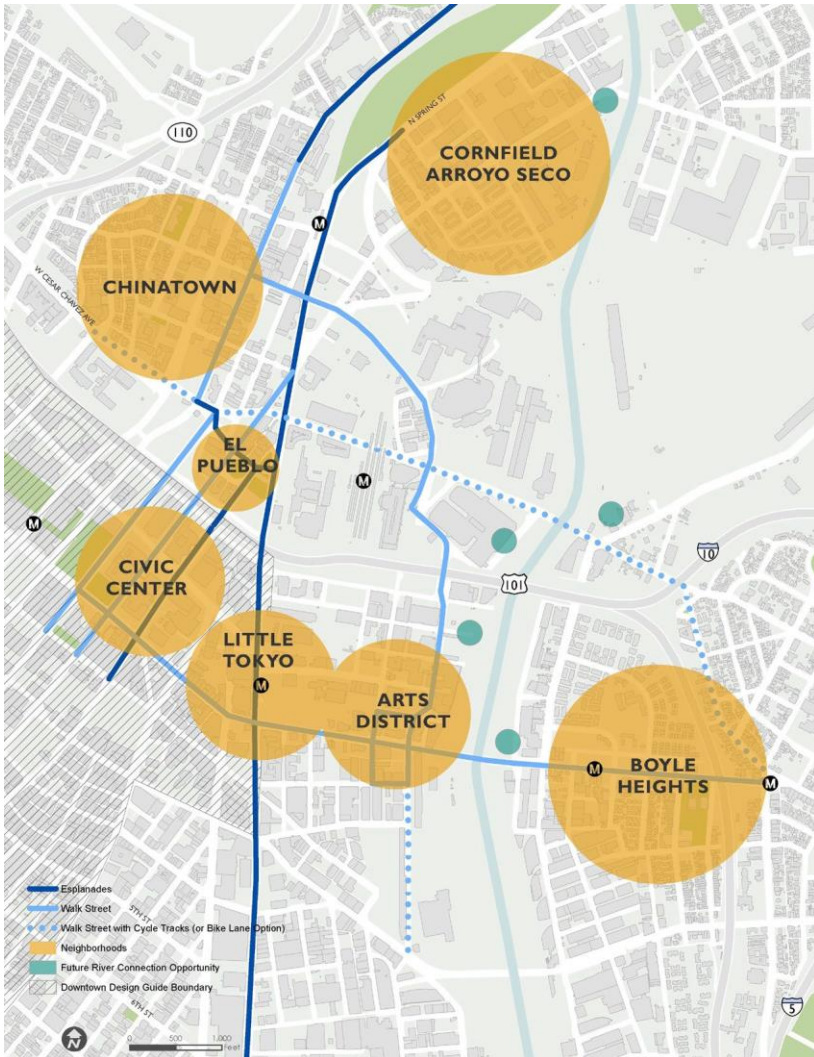 110
N SPRING ST
CORNFIELD
ARROYO SECO
M
CHINATOWN
W CESAR CHAVEZ AVE
EL
PUEBLO
M
M
10
CIVIC
CENTER
101
LITTLE
TOKYO
M
ARTS
DISTRICT
BOYLE
HEIGHTS
M
M
Esplanades
Walk Street
5TH ST
Walk Street with Cycle Tracks (or Bike Lane Option)
Neighborhoods
Future River Connection Opportunity
Downtown Design Guide Boundary
6TH ST
5
N
0 500 1,000
Feet